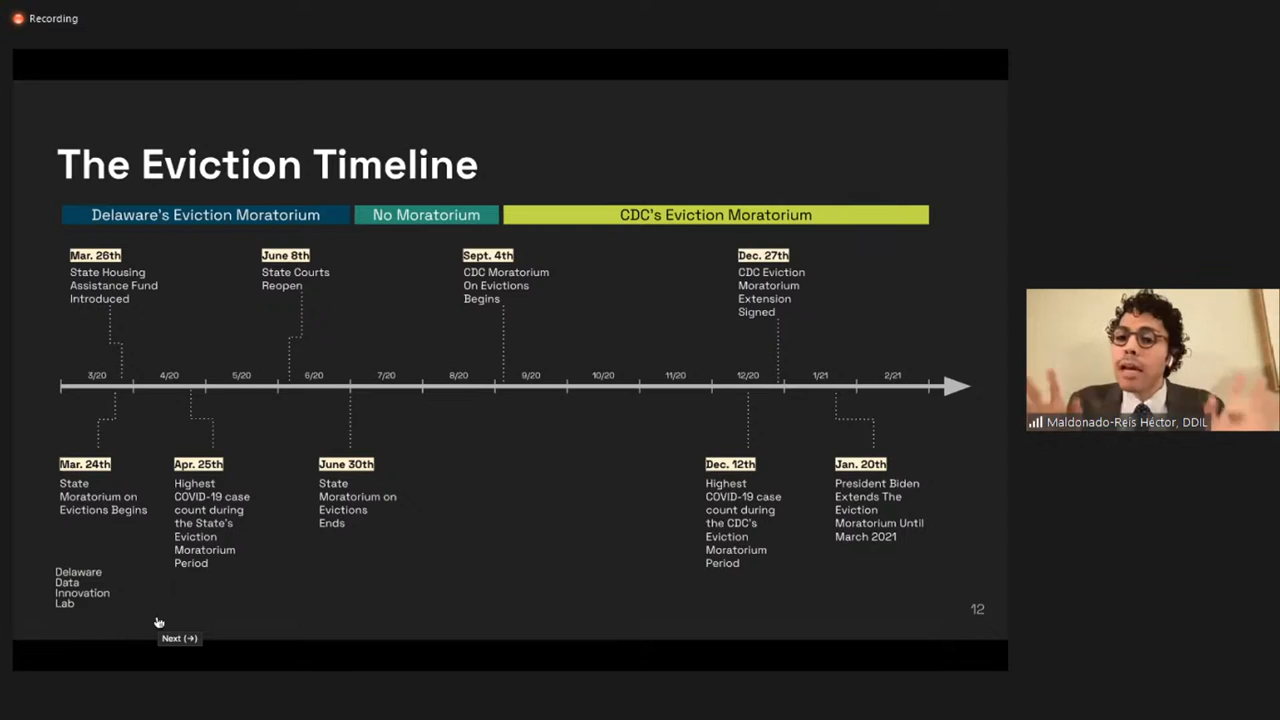 Recording
The Eviction Timeline
Delaware's Eviction Moratorium
No Moratorium
CDC's Eviction Moratorium
Mar. 26th
State Housing
Assistance Fund
Introduced
June 8th
State Courts
Reopen
Sept. 4th
CDC Moratorium
On Evictions
Begins
Dec. 27th
CDC Eviction
Moratorium
Extension
Signed
3/20
4/20
5/20
6/20
7/20
8/20
9/20
10/20
11/20
12/20
1/21
2/21
Mar. 24th
State
Moratorium on
Evictions Begins
Apr. 25th
Highest
COVID-19 case
count during
the State's
Eviction
Moratorium
Period
June 30th
State
Moratorium on
Evictions
Ends
Dec. 12th
Highest
COVID-19 case
count during
the CDC's
Eviction
Moratorium
Period
Jan. 20th
President Biden
Extends The
Eviction
Moratorium Until
March 2021
Delaware
Data
Innovation
Lab
12
Next (→)
Maldonado-Reis Héctor, DDIL